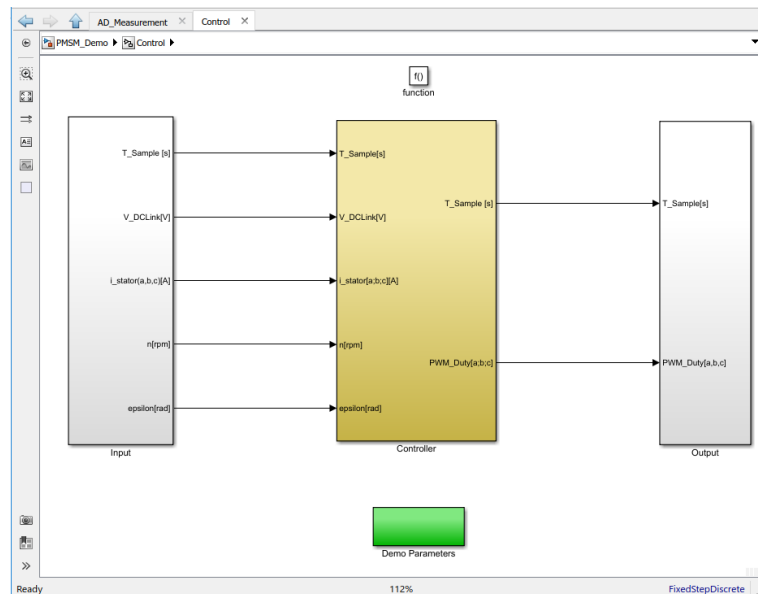 AD_Measurement × Control ×
PMSM_Demo Control
f()
function
T_Sample [s]
V_DCLink[V]
i_stator(a,b,c)[A]
n[rpm]
epsilon[rad]
Input
T_Sample[s]
V_DCLink[V]
i_stator[a;b;c][A]
n[rpm]
epsilon[rad]
T_Sample [s]
PWM_Duty[a;b;c]
Controller
T_Sample[s]
PWM_Duty[a,b,c]
Output
Demo Parameters
Ready 112% FixedStepDiscrete